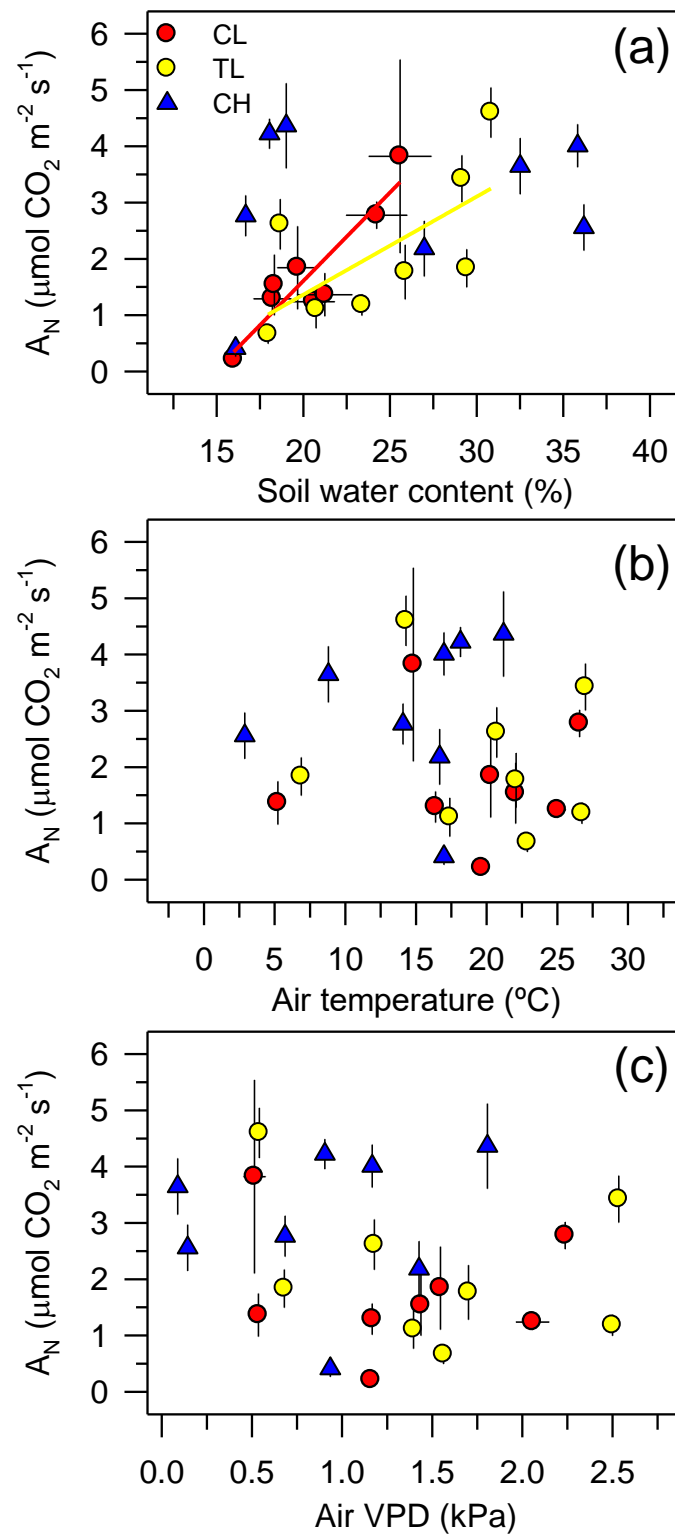 (a)
CL
TL
CH
6
5
4
3
2
1
0
A_N (µmol CO₂ m⁻² s⁻¹)
15 20 25 30 35 40
Soil water content (%)
(b)
6
5
4
3
2
1
0
A_N (µmol CO₂ m⁻² s⁻¹)
0 5 10 15 20 25 30
Air temperature (ºC)
(c)
6
5
4
3
2
1
0
A_N (µmol CO₂ m⁻² s⁻¹)
0.0 0.5 1.0 1.5 2.0 2.5
Air VPD (kPa)